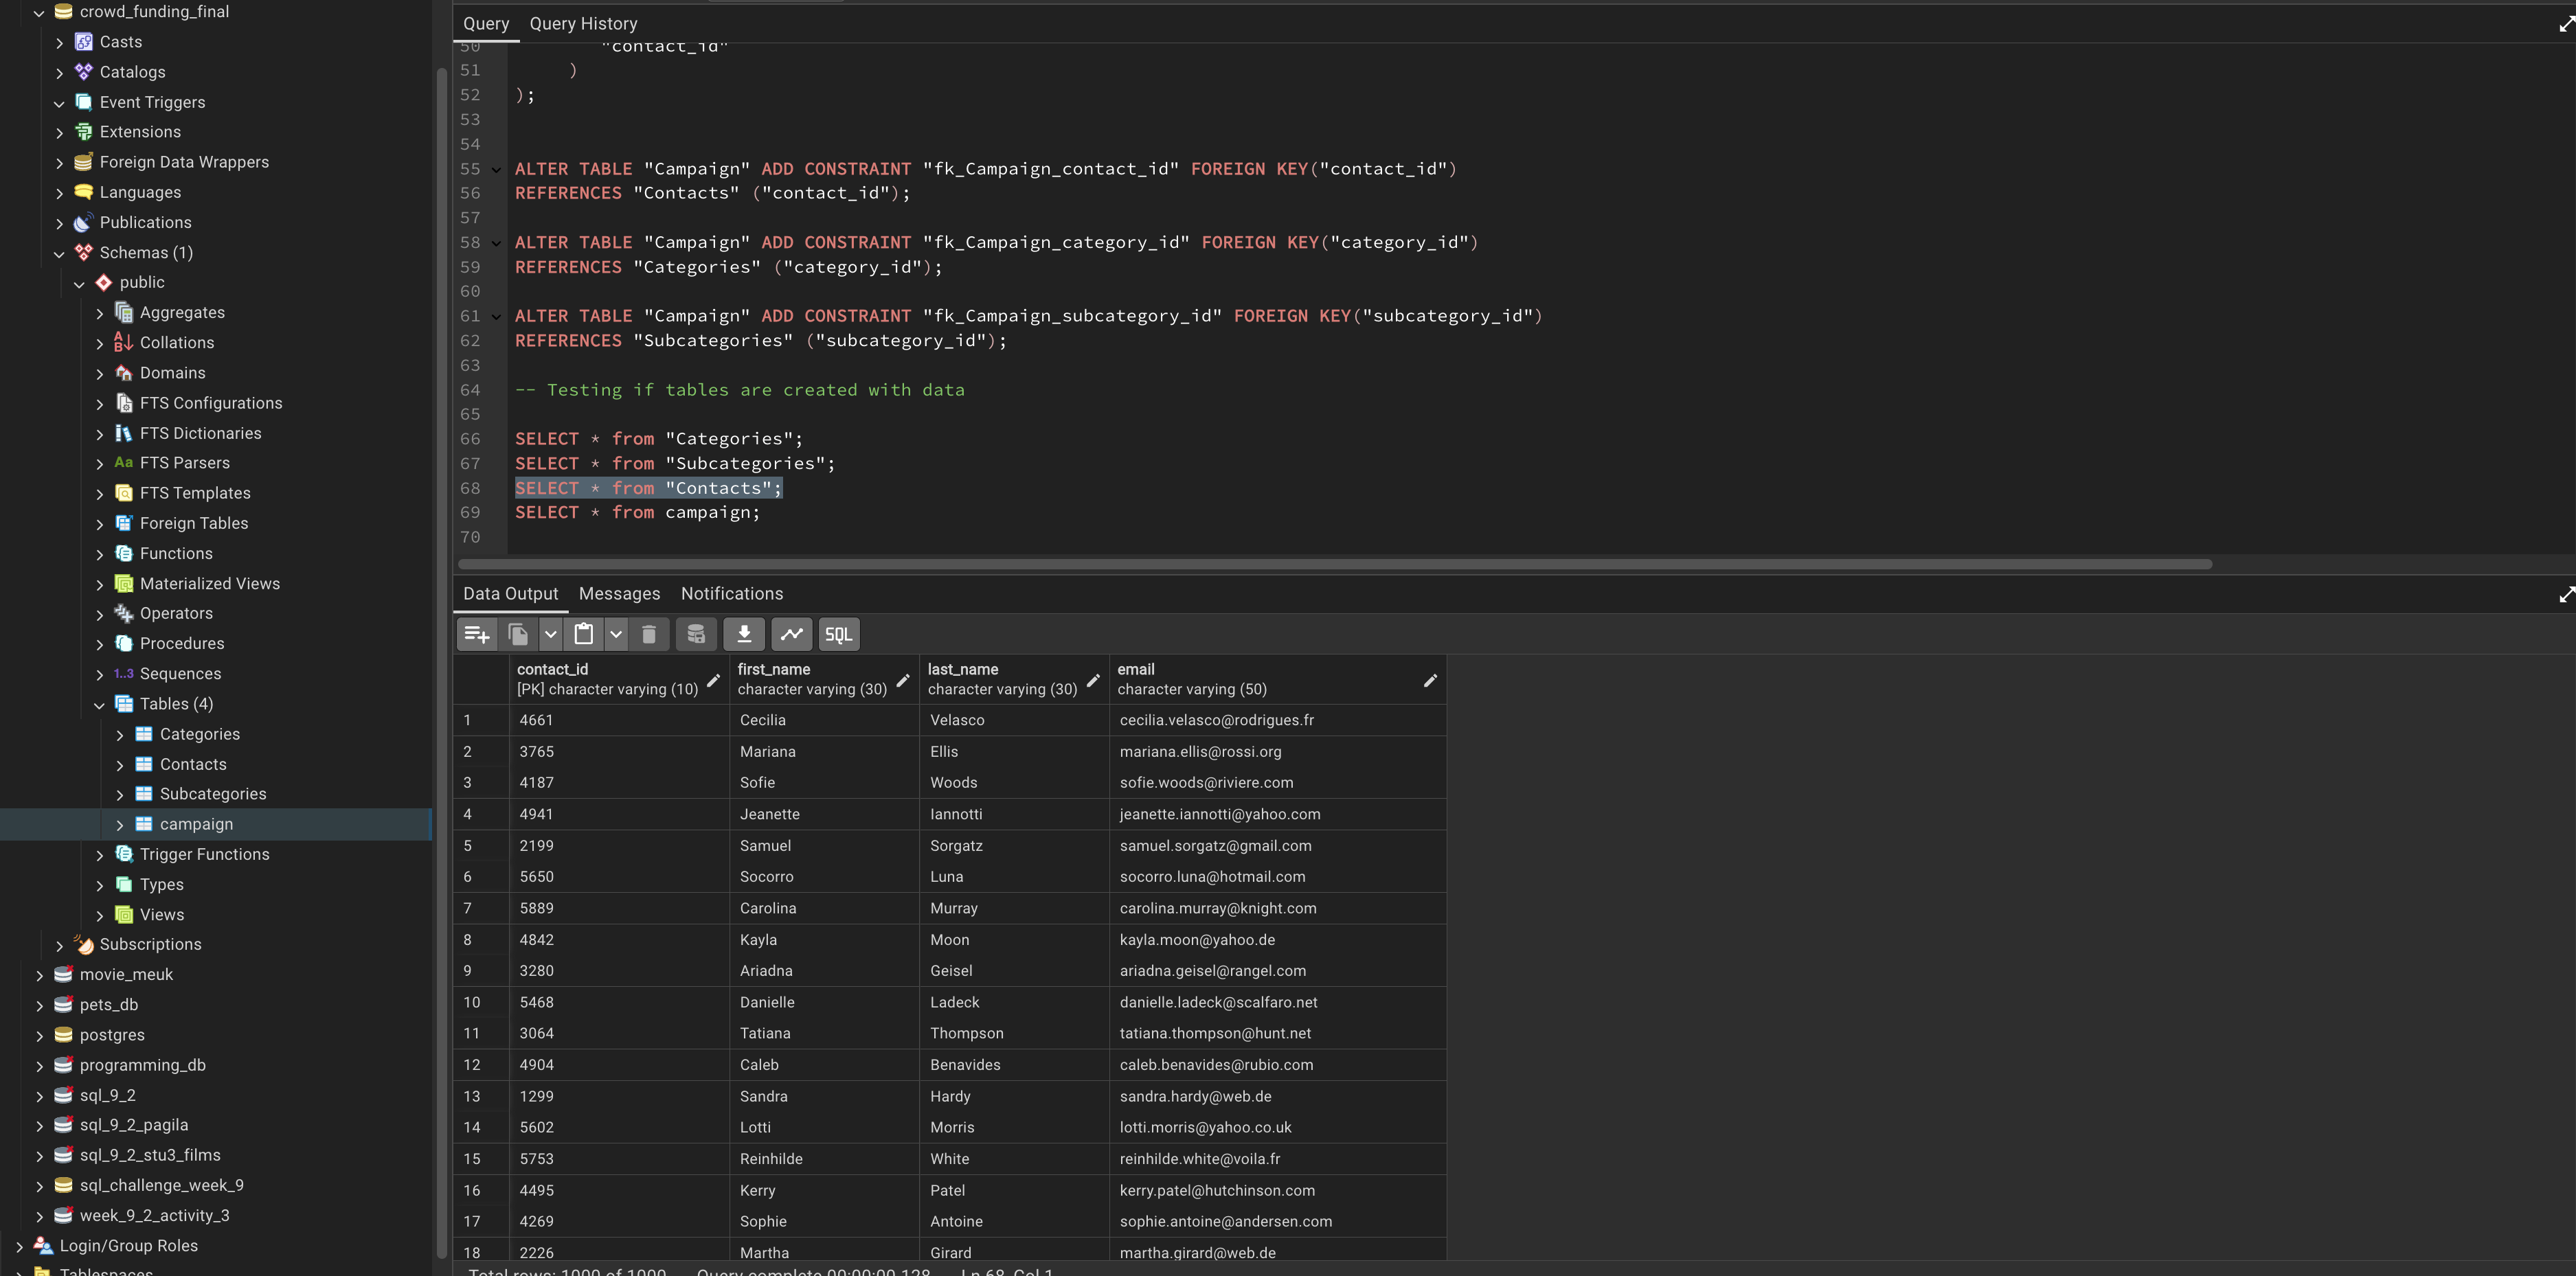 crowd_funding_final
Casts
Catalogs
Event Triggers
Extensions
Foreign Data Wrappers
Languages
Publications
Schemas (1)
public
Aggregates
Collations
Domains
FTS Configurations
FTS Dictionaries
Aa FTS Parsers
FTS Templates
Foreign Tables
Functions
Materialized Views
Operators
Procedures
1..3 Sequences
Tables (4)
Categories
Contacts
Subcategories
campaign
Trigger Functions
Types
Views
Subscriptions
movie_meuk
pets_db
postgres
programming_db
sql_9_2
sql_9_2_pagila
sql_9_2_stu3_films
sql_challenge_week_9
week_9_2_activity_3
Login/Group Roles
Tablespaces
Query Query History
50 "contact_id"
51 )
52 );
53
54
55 ALTER TABLE "Campaign" ADD CONSTRAINT "fk_Campaign_contact_id" FOREIGN KEY("contact_id")
56 REFERENCES "Contacts" ("contact_id");
57
58 ALTER TABLE "Campaign" ADD CONSTRAINT "fk_Campaign_category_id" FOREIGN KEY("category_id")
59 REFERENCES "Categories" ("category_id");
60
61 ALTER TABLE "Campaign" ADD CONSTRAINT "fk_Campaign_subcategory_id" FOREIGN KEY("subcategory_id")
62 REFERENCES "Subcategories" ("subcategory_id");
63
64 -- Testing if tables are created with data
65
66 SELECT * from "Categories";
67 SELECT * from "Subcategories";
68 SELECT * from "Contacts";
69 SELECT * from campaign;
70
Data Output Messages Notifications
SQL
contact_id first_name last_name email
[PK] character varying (10) character varying (30) character varying (30) character varying (50)
1 4661 Cecilia Velasco cecilia.velasco@rodrigues.fr
2 3765 Mariana Ellis mariana.ellis@rossi.org
3 4187 Sofie Woods sofie.woods@riviere.com
4 4941 Jeanette Iannotti jeanette.iannotti@yahoo.com
5 2199 Samuel Sorgatz samuel.sorgatz@gmail.com
6 5650 Socorro Luna socorro.luna@hotmail.com
7 5889 Carolina Murray carolina.murray@knight.com
8 4842 Kayla Moon kayla.moon@yahoo.de
9 3280 Ariadna Geisel ariadna.geisel@rangel.com
10 5468 Danielle Ladeck danielle.ladeck@scalfaro.net
11 3064 Tatiana Thompson tatiana.thompson@hunt.net
12 4904 Caleb Benavides caleb.benavides@rubio.com
13 1299 Sandra Hardy sandra.hardy@web.de
14 5602 Lotti Morris lotti.morris@yahoo.co.uk
15 5753 Reinhilde White reinhilde.white@voila.fr
16 4495 Kerry Patel kerry.patel@hutchinson.com
17 4269 Sophie Antoine sophie.antoine@andersen.com
18 2226 Martha Girard martha.girard@web.de
Total rows: 1000 of 1000 Query complete 00:00:00.128 Ln 68, Col 1